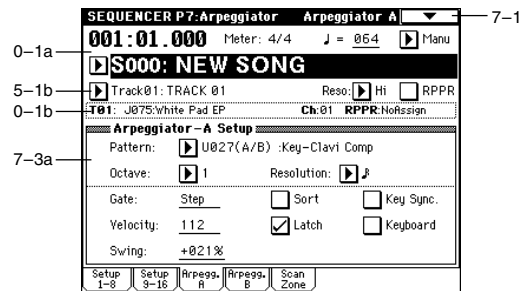 SEQUENCER P7:Arpeggiator Arpeggiator A 7-1
001:01.000 Meter: 4/4 ♩ = 064 Manu
0-1a
S000: NEW SONG
5-1b Track01: TRACK 01 Reso: Hi RPPR
0-1b T01: J075:White Pad EP Ch:01 RPPR:NoAssign
Arpeggiator-A Setup
7-3a
Pattern: U027(A/B) :Key-Clavi Comp
Octave: 1 Resolution: ♪
Gate: Step Sort Key Sync.
Velocity: 112 Latch Keyboard
Swing: +021%
Setup 1-8 Setup 9-16 Arpegg. A Arpegg. B Scan Zone